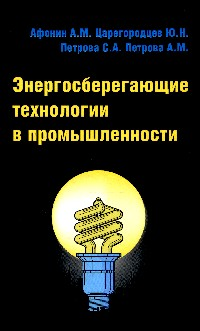 Афонин А.М. Царегородцев Ю.Н.
Петрова С.А. Петрова А.М.
Энергосберегающие
технологии
в промышленности